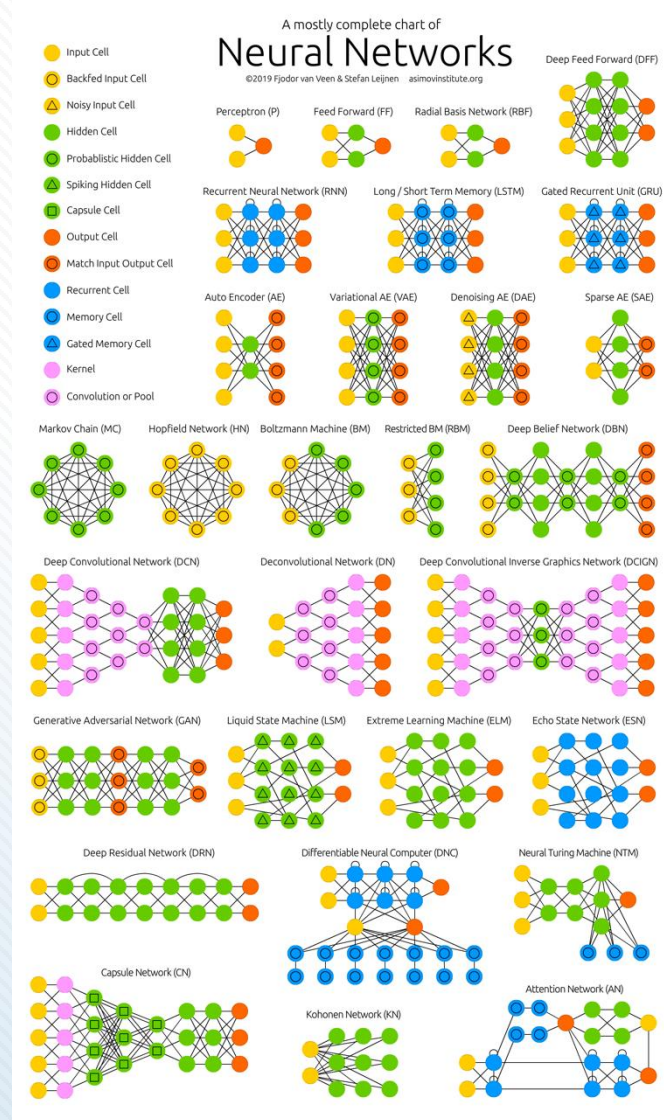 A mostly complete chart of
Neural Networks
©2019 Fjodor van Veen & Stefan Leijnen asimovinstitute.org
Input Cell
Backfed Input Cell
Noisy Input Cell
Hidden Cell
Probablistic Hidden Cell
Spiking Hidden Cell
Capsule Cell
Output Cell
Match Input Output Cell
Recurrent Cell
Memory Cell
Gated Memory Cell
Kernel
Convolution or Pool
Deep Feed Forward (DFF)
Perceptron (P)
Feed Forward (FF)
Radial Basis Network (RBF)
Recurrent Neural Network (RNN)
Long / Short Term Memory (LSTM)
Gated Recurrent Unit (GRU)
Auto Encoder (AE)
Variational AE (VAE)
Denoising AE (DAE)
Sparse AE (SAE)
Markov Chain (MC)
Hopfield Network (HN)
Boltzmann Machine (BM)
Restricted BM (RBM)
Deep Belief Network (DBN)
Deep Convolutional Network (DCN)
Deconvolutional Network (DN)
Deep Convolutional Inverse Graphics Network (DCIGN)
Generative Adversarial Network (GAN)
Liquid State Machine (LSM)
Extreme Learning Machine (ELM)
Echo State Network (ESN)
Deep Residual Network (DRN)
Differentiable Neural Computer (DNC)
Neural Turing Machine (NTM)
Capsule Network (CN)
Kohonen Network (KN)
Attention Network (AN)